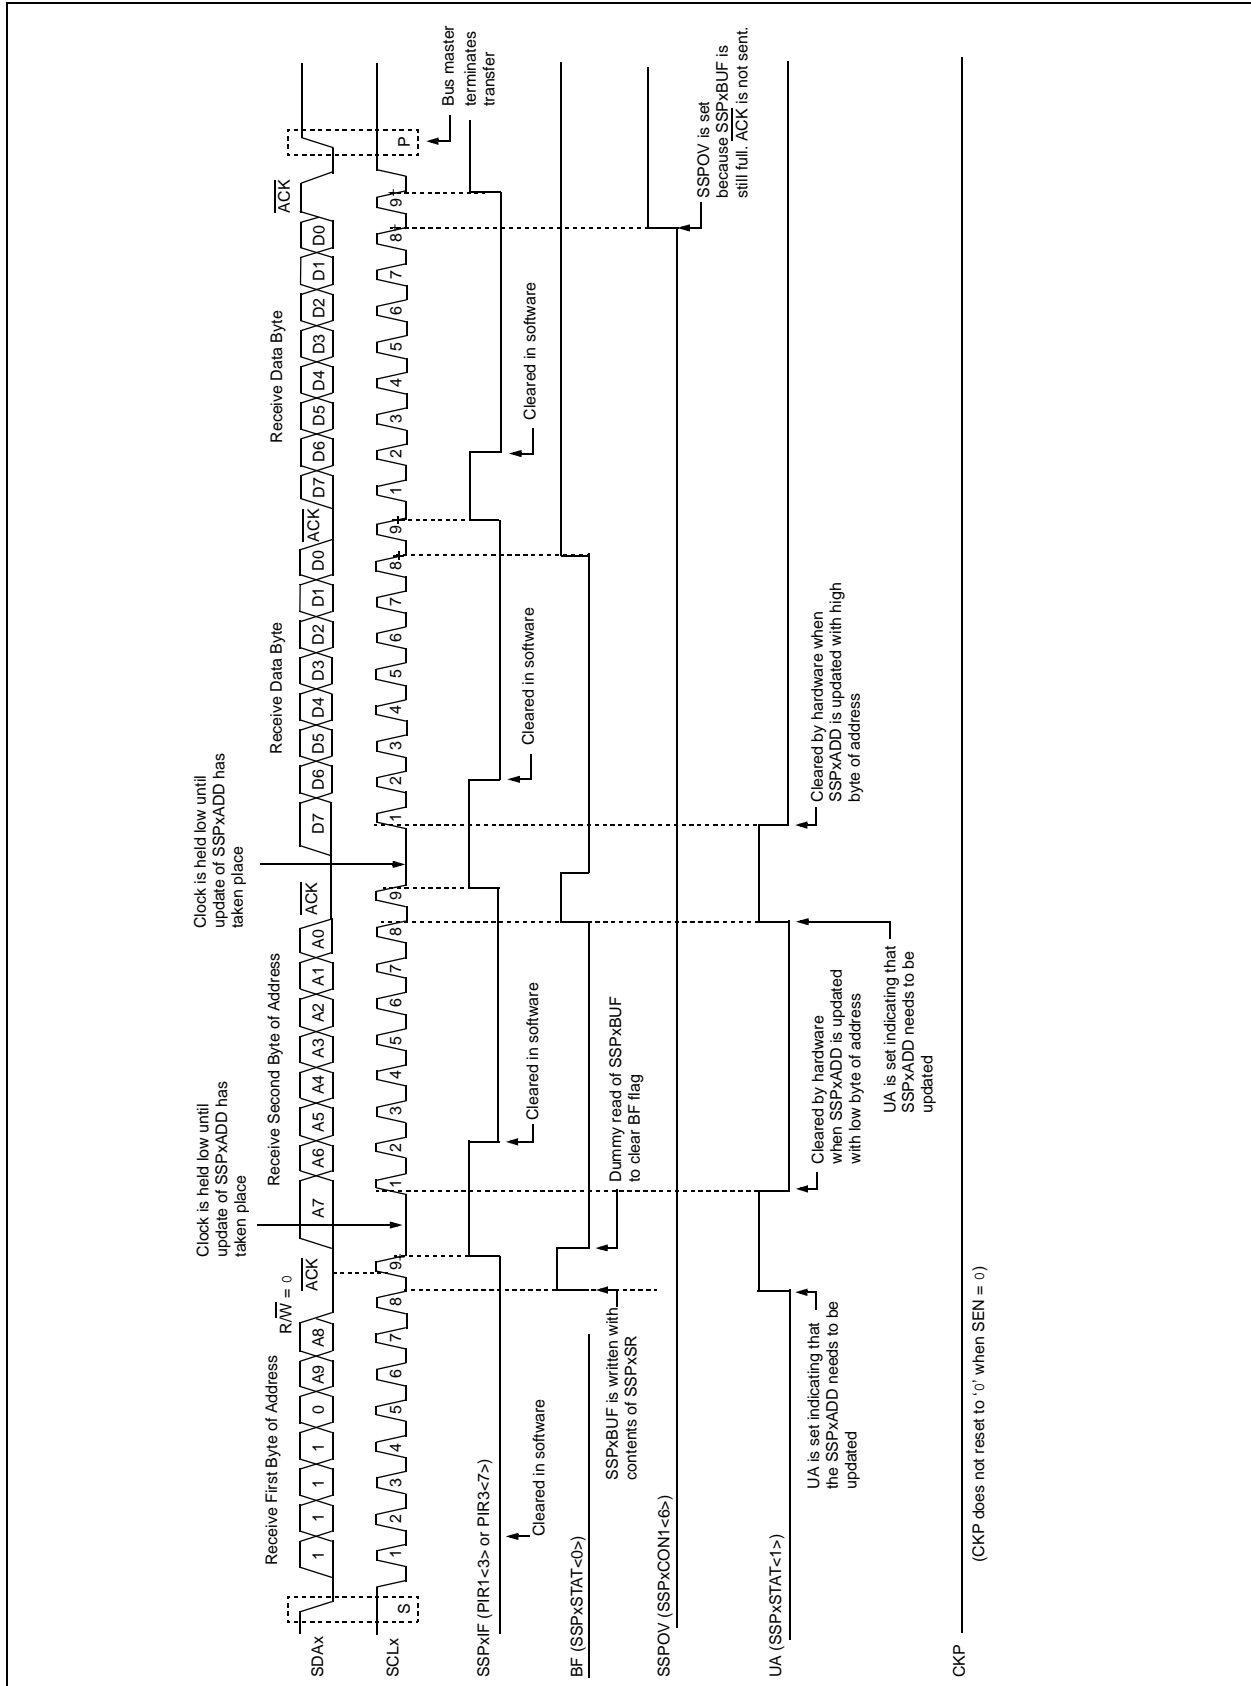 Receive First Byte of Address
R/W = 0
ACK
Clock is held low until
update of SSPxADD has
taken place
Receive Second Byte of Address
ACK
Clock is held low until
update of SSPxADD has
taken place
Receive Data Byte
ACK
Receive Data Byte
ACK
SDAx
1 1 1 1 0 A9 A8 A7 A6 A5 A4 A3 A2 A1 A0 D7 D6 D5 D4 D3 D2 D1 D0 D7 D6 D5 D4 D3 D2 D1 D0
SCLx
S 1 2 3 4 5 6 7 8 9 1 2 3 4 5 6 7 8 9 1 2 3 4 5 6 7 8 9 1 2 3 4 5 6 7 8 9 P
Bus master
terminates
transfer
SSPxIF (PIR1<3> or PIR3<7>)
Cleared in software
Cleared in software
Cleared in software
Cleared in software
BF (SSPxSTAT<0>)
SSPxBUF is written with
contents of SSPxSR
Dummy read of SSPxBUF
to clear BF flag
SSPOV (SSPxCON1<6>)
SSPOV is set
because SSPxBUF is
still full. ACK is not sent.
UA (SSPxSTAT<1>)
UA is set indicating that
the SSPxADD needs to be
updated
Cleared by hardware
when SSPxADD is updated
with low byte of address
UA is set indicating that
SSPxADD needs to be
updated
Cleared by hardware when
SSPxADD is updated with high
byte of address
CKP
(CKP does not reset to ‘0’ when SEN = 0)